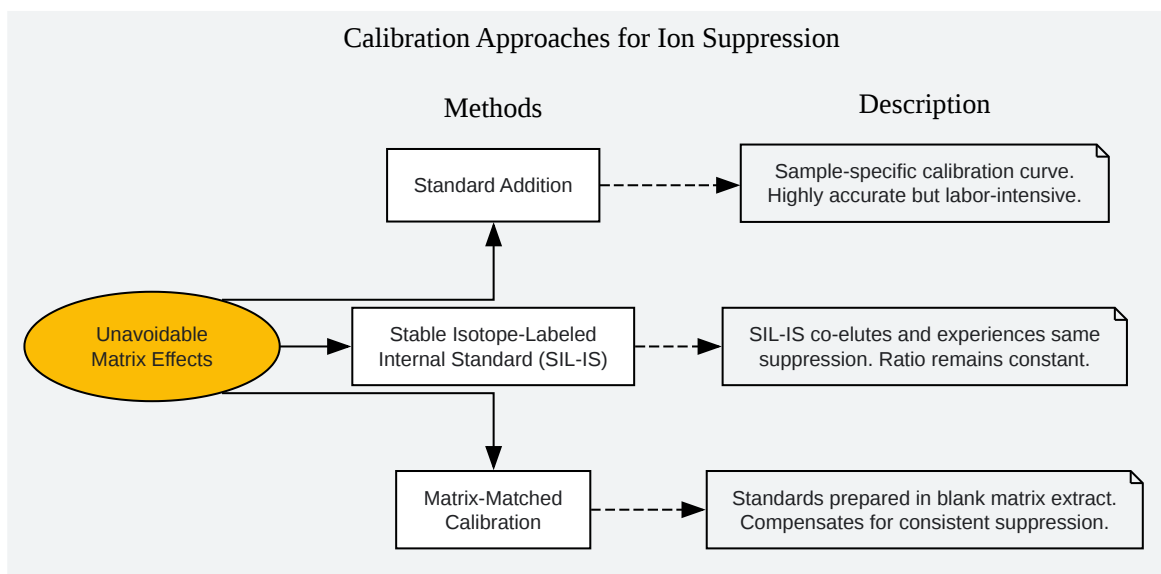 Calibration Approaches for Ion Suppression
Methods
Description
Standard Addition
Sample-specific calibration curve.
Highly accurate but labor-intensive.
Unavoidable
Matrix Effects
Stable Isotope-Labeled
Internal Standard (SIL-IS)
SIL-IS co-elutes and experiences same
suppression. Ratio remains constant.
Matrix-Matched
Calibration
Standards prepared in blank matrix extract.
Compensates for consistent suppression.